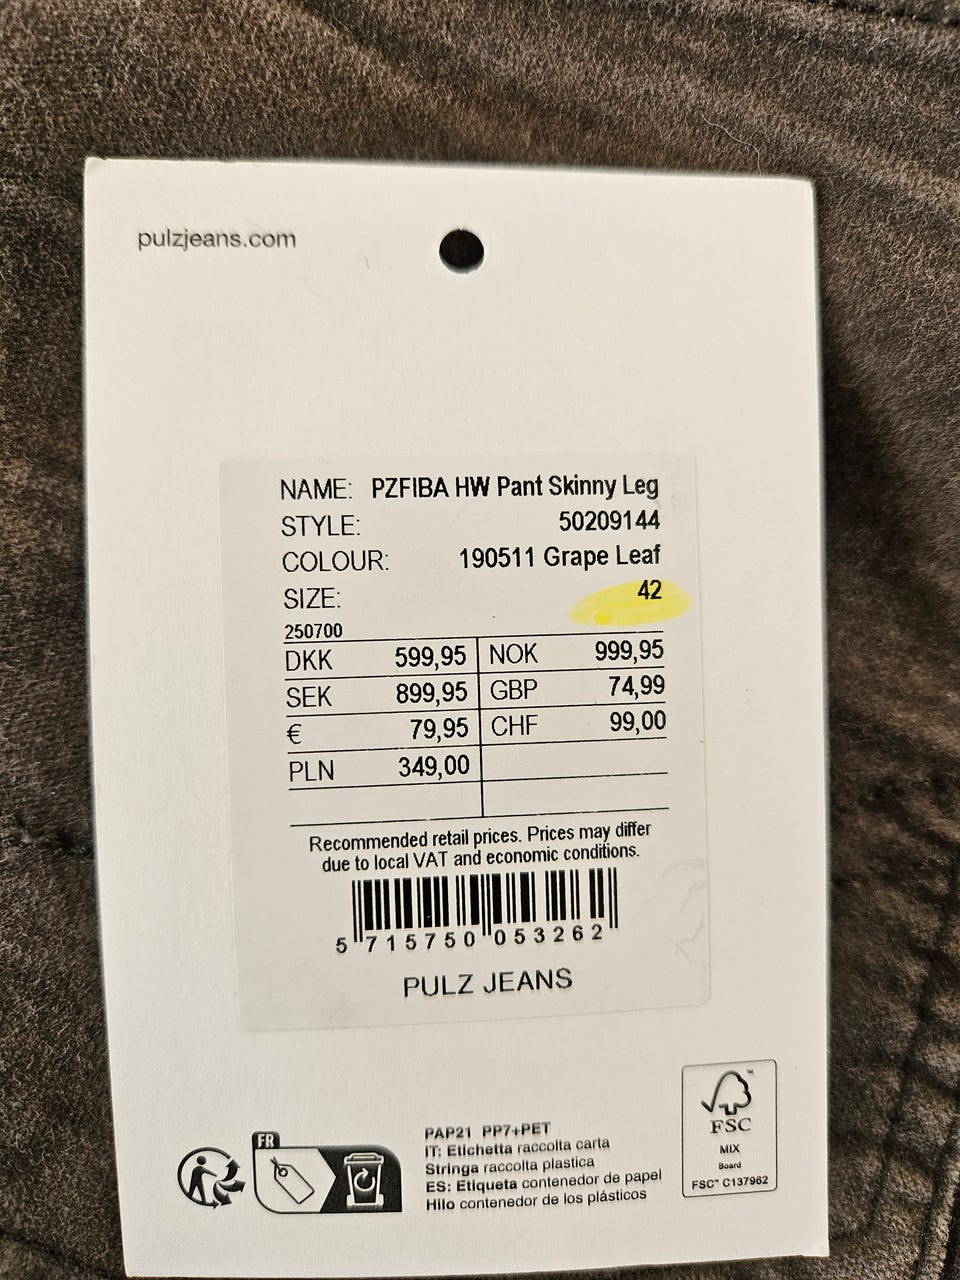 pulzjeans.com
NAME: PZFIBA HW Pant Skinny Leg
STYLE: 50209144
COLOUR: 190511 Grape Leaf
SIZE: 42
250700
DKK 599,95 NOK 999,95
SEK 899,95 GBP 74,99
€ 79,95 CHF 99,00
PLN 349,00
Recommended retail prices. Prices may differ
due to local VAT and economic conditions.
5 715750 053262
PULZ JEANS
FR
PAP21 PP7+PET
IT: Etichetta raccolta carta
Stringa raccolta plastica
ES: Etiqueta contenedor de papel
Hilo contenedor de los plásticos
FSC™
MIX
Board
FSC™ C137962